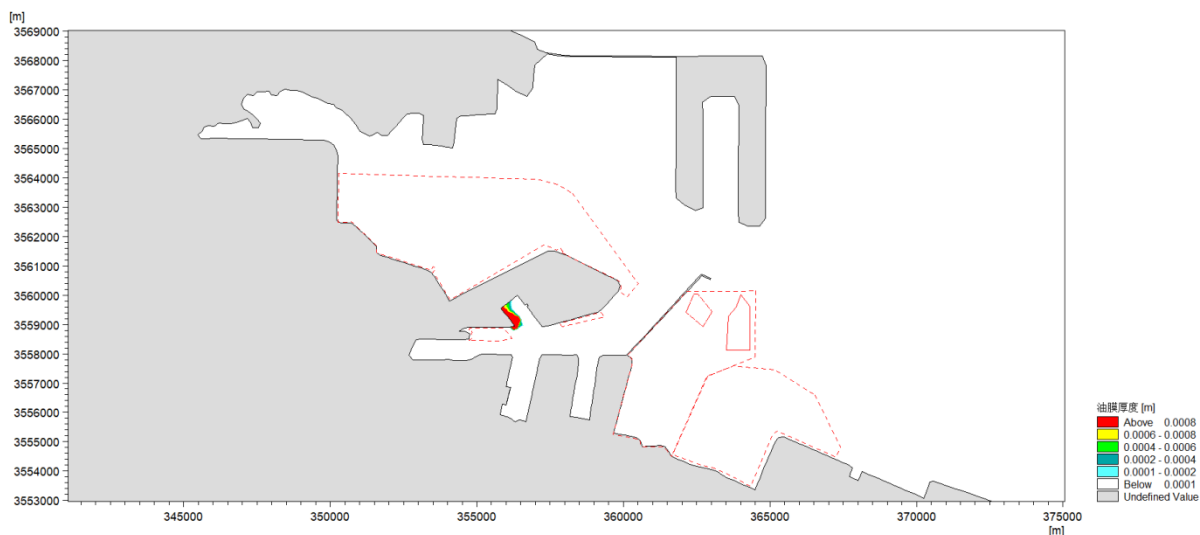 [m]
3569000
3568000
3567000
3566000
3565000
3564000
3563000
3562000
3561000
3560000
3559000
3558000
3557000
3556000
3555000
3554000
3553000
345000 350000 355000 360000 365000 370000 375000
[m]
油膜厚度 [m]
Above 0.0008
0.0006 - 0.0008
0.0004 - 0.0006
0.0002 - 0.0004
0.0001 - 0.0002
Below 0.0001
Undefined Value